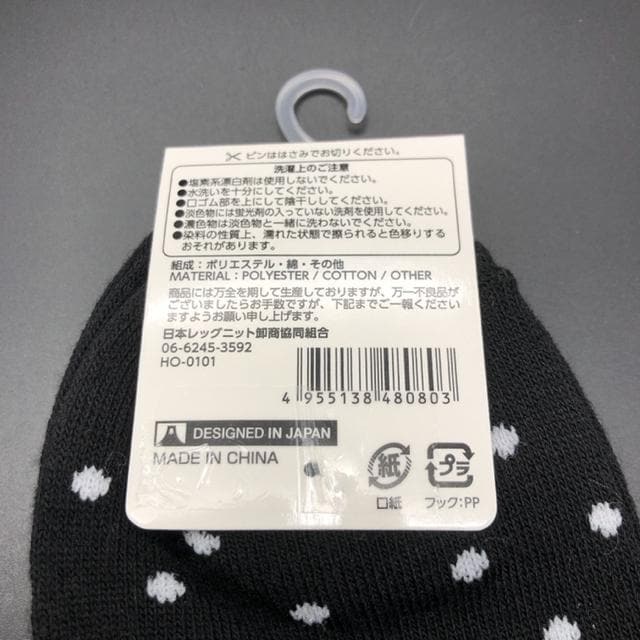 ピンははさみでお切りください。
洗濯上のご注意
●塩素系漂白剤は使用しないでください。
●水洗いを十分にしてください。
●口ゴム部を上にして陰干ししてください。
●淡色物には蛍光剤の入っていない洗剤を使用してください。
●濃色物は淡色物と一緒に洗わないでください。
●染料の性質上、濡れた状態で擦られると色移りする
おそれがあります。
組成:ポリエステル・綿・その他
MATERIAL:POLYESTER / COTTON / OTHER
商品には万全を期して生産しておりますが、万一不良品が
ございましたらお手数ですが、下記までご一報くださいい
ますようお願い申し上げます。
日本レッグニット卸商協同組合
06-6245-3592
HO-0101
4 955138 480803
DESIGNED IN JAPAN
MADE IN CHINA
紙
プラ
口紙
フック:PP